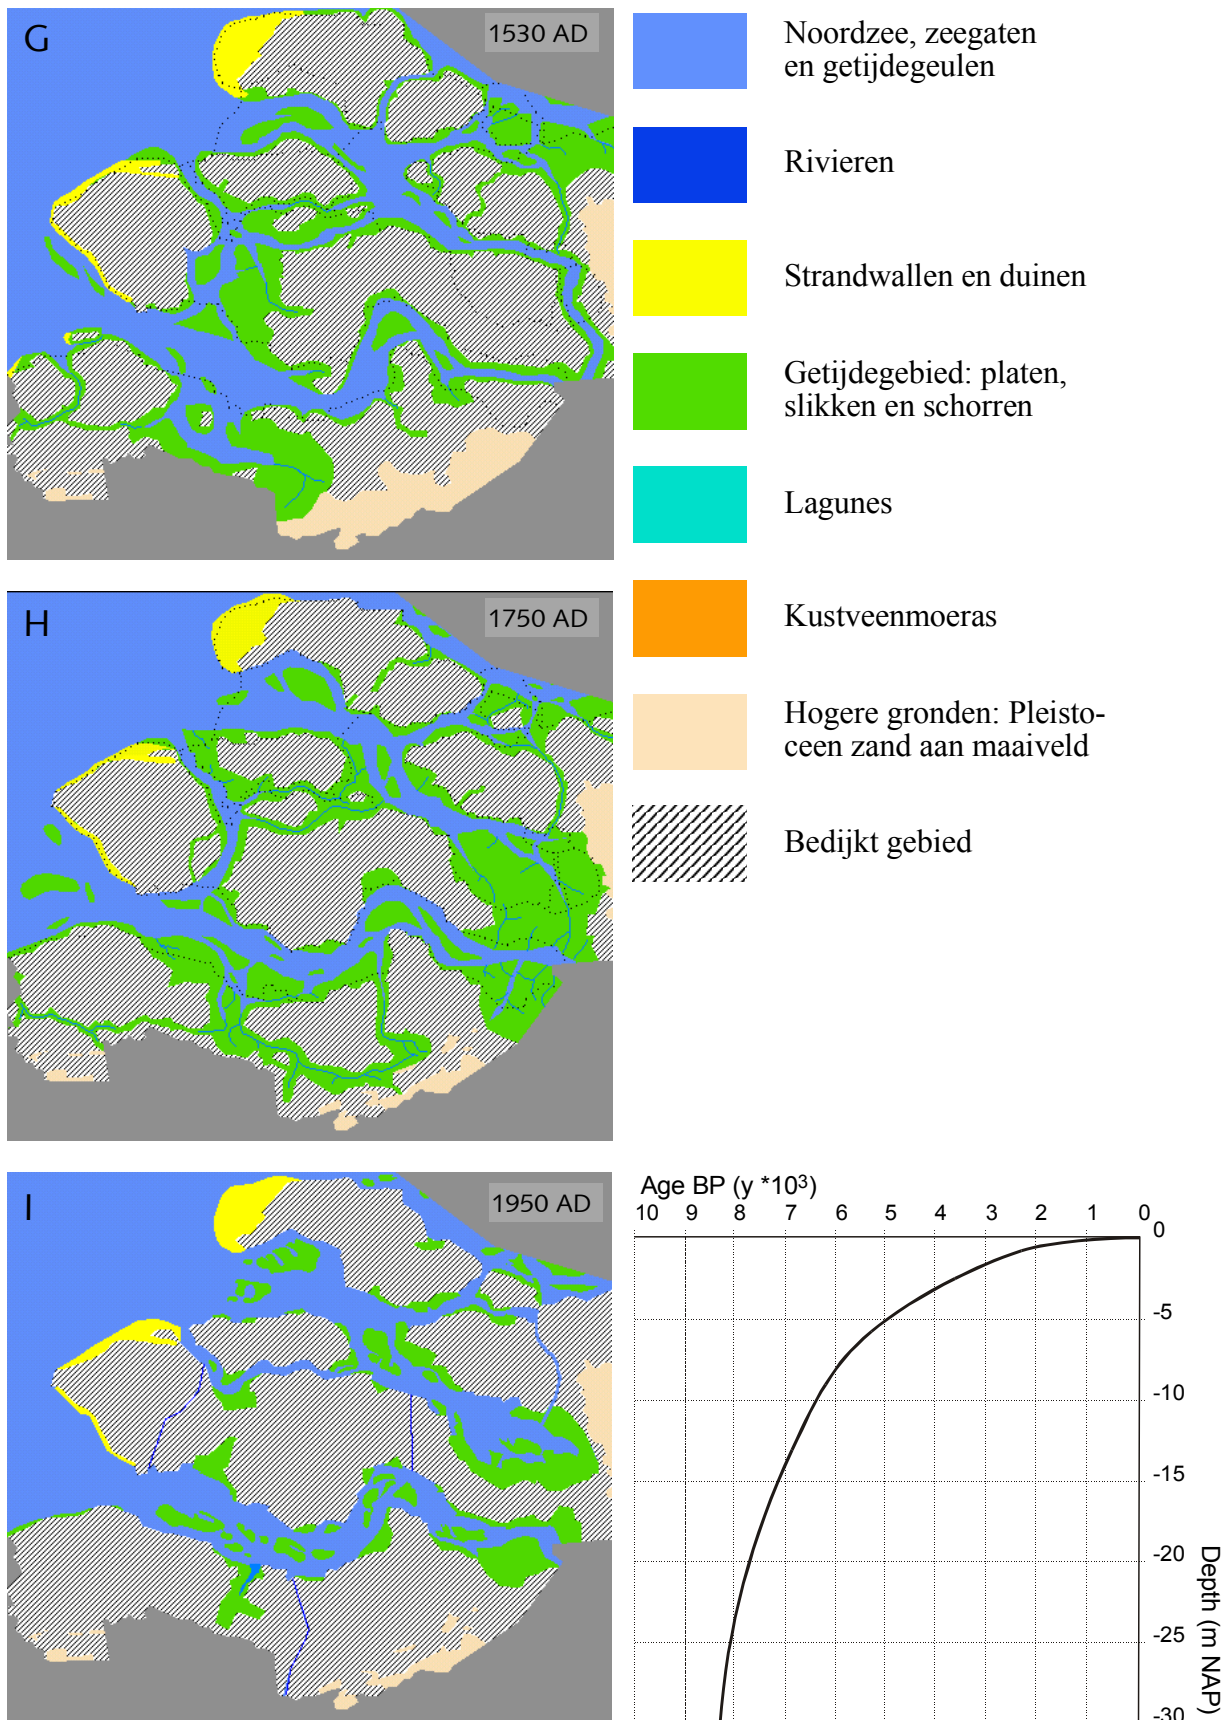 G
1530 AD
Noordzee, zeegaten
en getijdegeulen
Rivieren
Strandwallen en duinen
Getijdegebied: platen,
slikken en schorren
Lagunes
Kustveenmoeras
Hogere gronden: Pleisto-
ceen zand aan maaiveld
Bedijkt gebied
H
1750 AD
I
1950 AD
Age BP (y *10³)
10 9 8 7 6 5 4 3 2 1 0
0
-5
-10
-15
-20
-25
-30
Depth (m NAP)